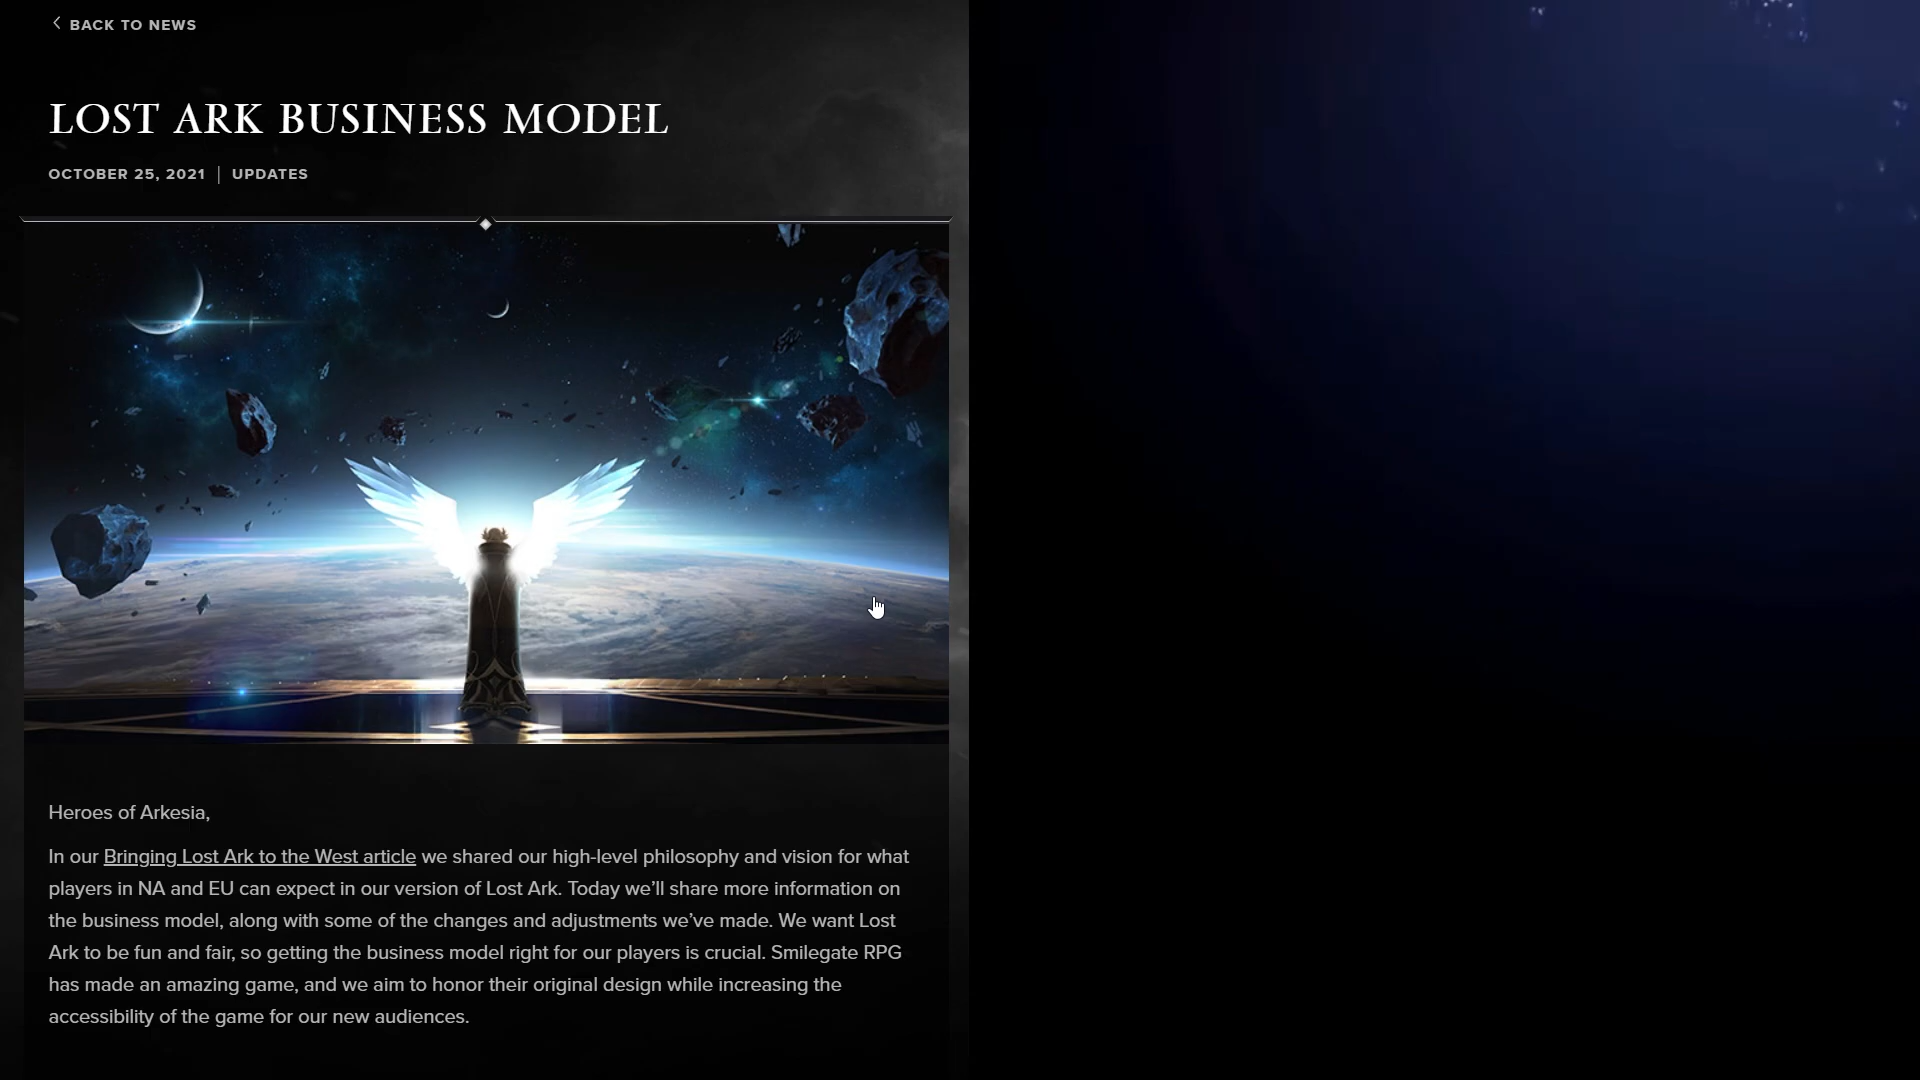 BACK TO NEWS
LOST ARK BUSINESS MODEL
OCTOBER 25, 2021 | UPDATES
Heroes of Arkesia,
In our Bringing Lost Ark to the West article we shared our high-level philosophy and vision for what
players in NA and EU can expect in our version of Lost Ark. Today we’ll share more information on
the business model, along with some of the changes and adjustments we’ve made. We want Lost
Ark to be fun and fair, so getting the business model right for our players is crucial. Smilegate RPG
has made an amazing game, and we aim to honor their original design while increasing the
accessibility of the game for our new audiences.